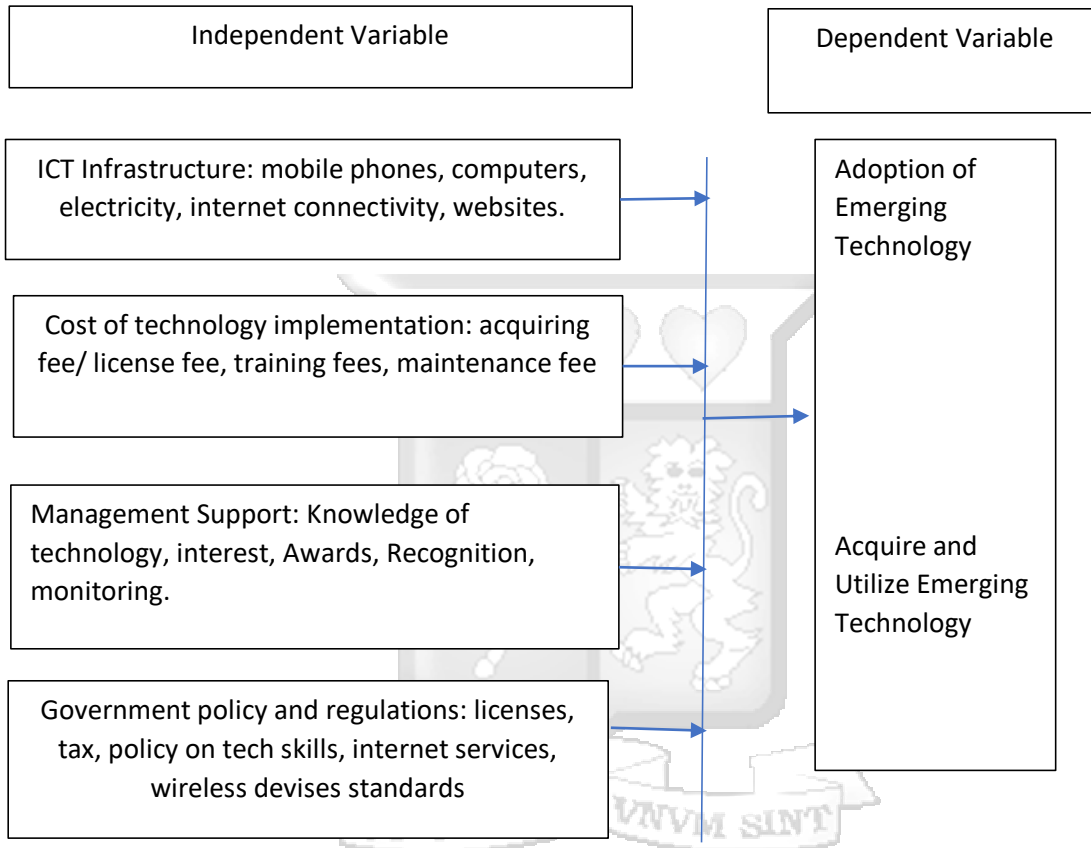 Independent Variable
Dependent Variable
ICT Infrastructure: mobile phones, computers,
electricity, internet connectivity, websites.
Cost of technology implementation: acquiring
fee/ license fee, training fees, maintenance fee
Management Support: Knowledge of
technology, interest, Awards, Recognition,
monitoring.
Government policy and regulations: licenses,
tax, policy on tech skills, internet services,
wireless devises standards
Adoption of
Emerging
Technology
Acquire and
Utilize Emerging
Technology
VNVM SINT